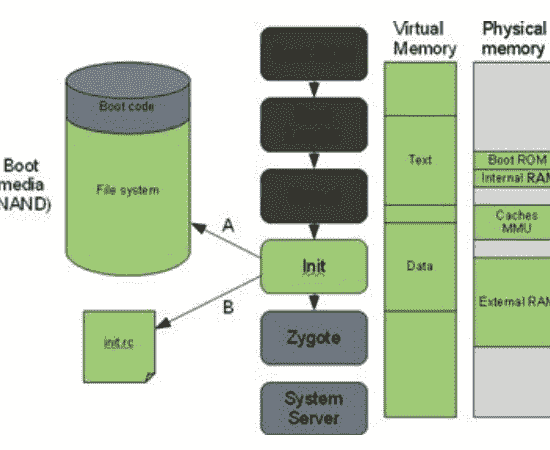 Virtual
Memory
Physical
memory
Boot code
Boot
media
NAND)
File system
Text
Boot ROM
Internal RAM
Caches
MMU
A
Init
Data
B
External RAM
init.rc
Zygote
System
Server